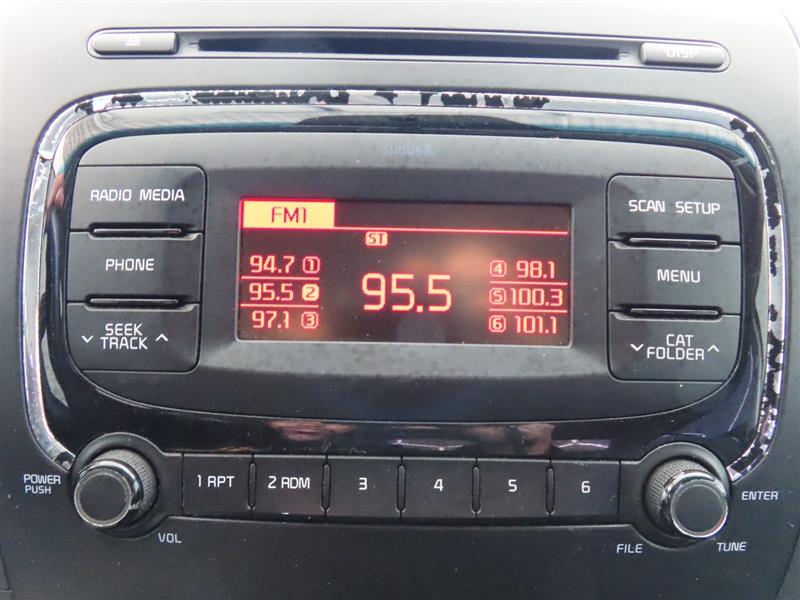 DISP
SIRIUS
RADIO MEDIA
PHONE
SEEK
TRACK
FM1
ST
94.7 1
95.5 2
97.1 3
95.5
4 98.1
5 100.3
6 101.1
SCAN SETUP
MENU
CAT
FOLDER
POWER
PUSH
VOL
1 RPT
2 RDM
3
4
5
6
ENTER
FILE
TUNE